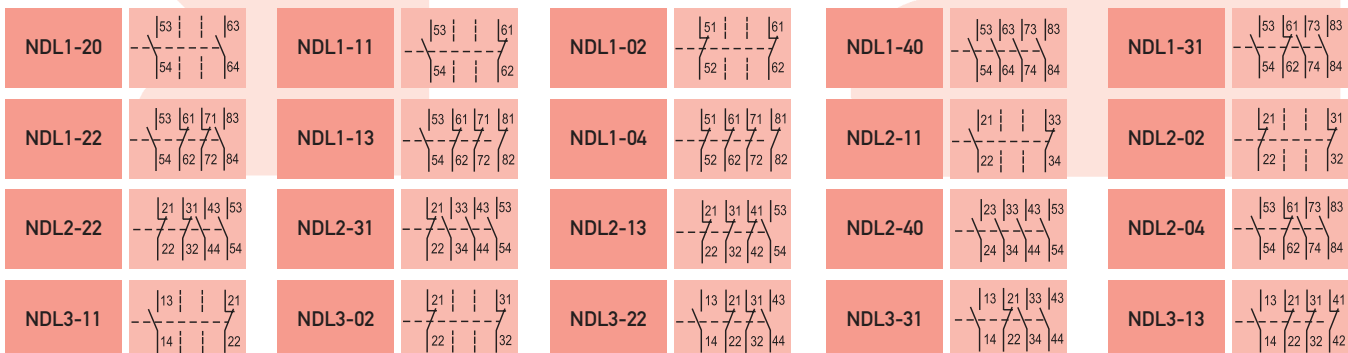 53 63
NDL1-20
54 64
53 61
NDL1-11
54 62
51 61
NDL1-02
52 62
53 63 73 83
NDL1-40
54 64 74 84
53 61 73 83
NDL1-31
54 62 74 84
53 61 71 83
NDL1-22
54 62 72 84
53 61 71 81
NDL1-13
54 62 72 82
51 61 71 81
NDL1-04
52 62 72 82
21 33
NDL2-11
22 34
21 31
NDL2-02
22 32
21 31 43 53
NDL2-22
22 32 44 54
21 33 43 53
NDL2-31
22 34 44 54
21 31 41 53
NDL2-13
22 32 42 54
23 33 43 53
NDL2-40
24 34 44 54
53 61 73 83
NDL2-04
54 62 74 84
13 21
NDL3-11
14 22
21 31
NDL3-02
22 32
13 21 31 43
NDL3-22
14 22 32 44
13 21 33 43
NDL3-31
14 22 34 44
13 21 31 41
NDL3-13
14 22 32 42